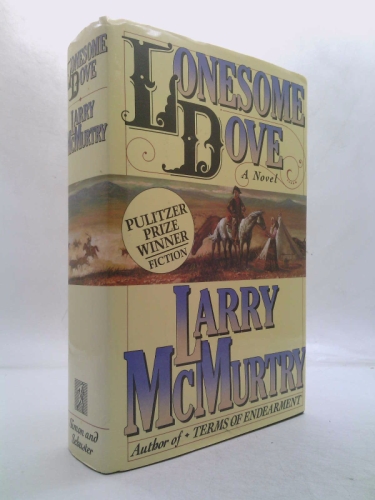 LONESOME
DOVE
A Novel
PULITZER
PRIZE
WINNER
FICTION
LARRY
MCMURTRY
Author of • TERMS OF ENDEARMENT
LONESOME
DOVE
LARRY
MCMURTRY
Simon and
Schuster